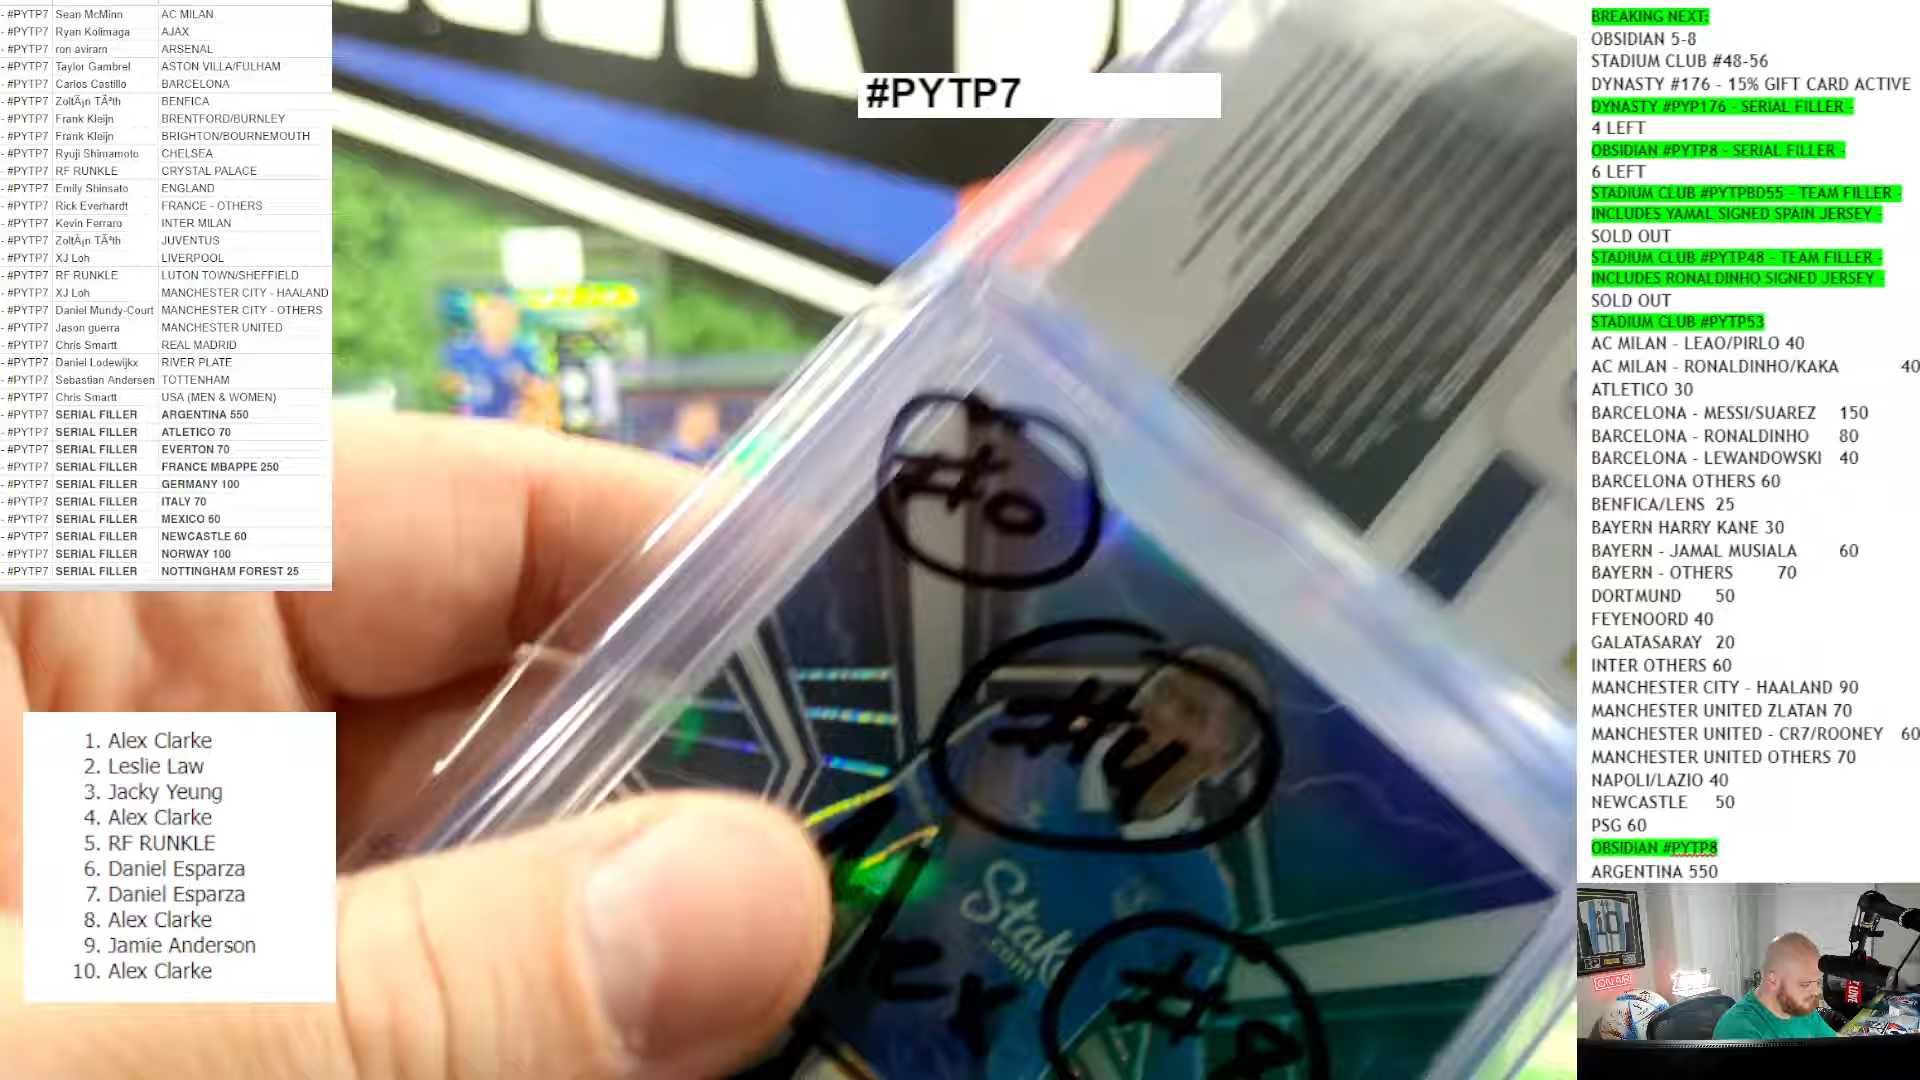 - #PYTP7 Sean McMinn AC MILAN
- #PYTP7 Ryan Kolimaga AJAX
- #PYTP7 ron aviram ARSENAL
- #PYTP7 Taylor Gambrel ASTON VILLA/FULHAM
- #PYTP7 Carlos Castillo BARCELONA
- #PYTP7 ZoltÃ¡n TÃªth BENFICA
- #PYTP7 Frank Kleijn BRENTFORD/BURNLEY
- #PYTP7 Frank Kleijn BRIGHTON/BOURNEMOUTH
- #PYTP7 Ryuji Shimamoto CHELSEA
- #PYTP7 RF RUNKLE CRYSTAL PALACE
- #PYTP7 Emily Shinsato ENGLAND
- #PYTP7 Rick Everhardt FRANCE - OTHERS
- #PYTP7 Kevin Ferraro INTER MILAN
- #PYTP7 ZoltÃ¡n TÃªth JUVENTUS
- #PYTP7 XJ Loh LIVERPOOL
- #PYTP7 RF RUNKLE LUTON TOWN/SHEFFIELD
- #PYTP7 XJ Loh MANCHESTER CITY - HAALAND
- #PYTP7 Daniel Mundy-Court MANCHESTER CITY - OTHERS
- #PYTP7 Jason guerra MANCHESTER UNITED
- #PYTP7 Chris Smartt REAL MADRID
- #PYTP7 Daniel Lodewijkx RIVER PLATE
- #PYTP7 Sebastian Andersen TOTTENHAM
- #PYTP7 Chris Smartt USA (MEN & WOMEN)
- #PYTP7 SERIAL FILLER ARGENTINA 550
- #PYTP7 SERIAL FILLER ATLETICO 70
- #PYTP7 SERIAL FILLER EVERTON 70
- #PYTP7 SERIAL FILLER FRANCE MBAPPE 250
- #PYTP7 SERIAL FILLER GERMANY 100
- #PYTP7 SERIAL FILLER ITALY 70
- #PYTP7 SERIAL FILLER MEXICO 60
- #PYTP7 SERIAL FILLER NEWCASTLE 60
- #PYTP7 SERIAL FILLER NORWAY 100
- #PYTP7 SERIAL FILLER NOTTINGHAM FOREST 25
1. Alex Clarke
2. Leslie Law
3. Jacky Yeung
4. Alex Clarke
5. RF RUNKLE
6. Daniel Esparza
7. Daniel Esparza
8. Alex Clarke
9. Jamie Anderson
10. Alex Clarke
#PYTP7
#0
#4
Stake
.com
#8
BREAKING NEXT:
OBSIDIAN 5-8
STADIUM CLUB #48-56
DYNASTY #176 - 15% GIFT CARD ACTIVE
DYNASTY #PYP176 - SERIAL FILLER -
4 LEFT
OBSIDIAN #PYTP8 - SERIAL FILLER -
6 LEFT
STADIUM CLUB #PYTPBD55 - TEAM FILLER -
INCLUDES YAMAL SIGNED SPAIN JERSEY -
SOLD OUT
STADIUM CLUB #PYTP48 - TEAM FILLER -
INCLUDES RONALDINHO SIGNED JERSEY -
SOLD OUT
STADIUM CLUB #PYTP53
AC MILAN - LEAO/PIRLO 40
AC MILAN - RONALDINHO/KAKA 40
ATLETICO 30
BARCELONA - MESSI/SUAREZ 150
BARCELONA - RONALDINHO 80
BARCELONA - LEWANDOWSKI 40
BARCELONA OTHERS 60
BENFICA/LENS 25
BAYERN HARRY KANE 30
BAYERN - JAMAL MUSIALA 60
BAYERN - OTHERS 70
DORTMUND 50
FEYENOORD 40
GALATASARAY 20
INTER OTHERS 60
MANCHESTER CITY - HAALAND 90
MANCHESTER UNITED ZLATAN 70
MANCHESTER UNITED - CR7/ROONEY 60
MANCHESTER UNITED OTHERS 70
NAPOLI/LAZIO 40
NEWCASTLE 50
PSG 60
OBSIDIAN #PYTP8
ARGENTINA 550
10
ON AIR